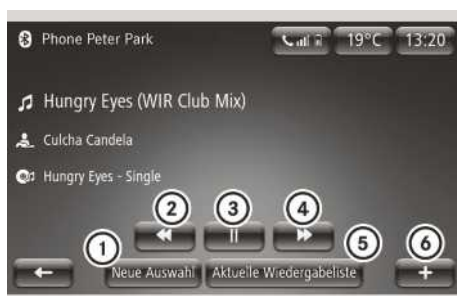 Phone Peter Park 19°C 13:20
Hungry Eyes (WIR Club Mix)
Culcha Candela
Hungry Eyes - Single
2 3 4
1 5 6
Neue Auswahl Aktuelle Wiedergabeliste +